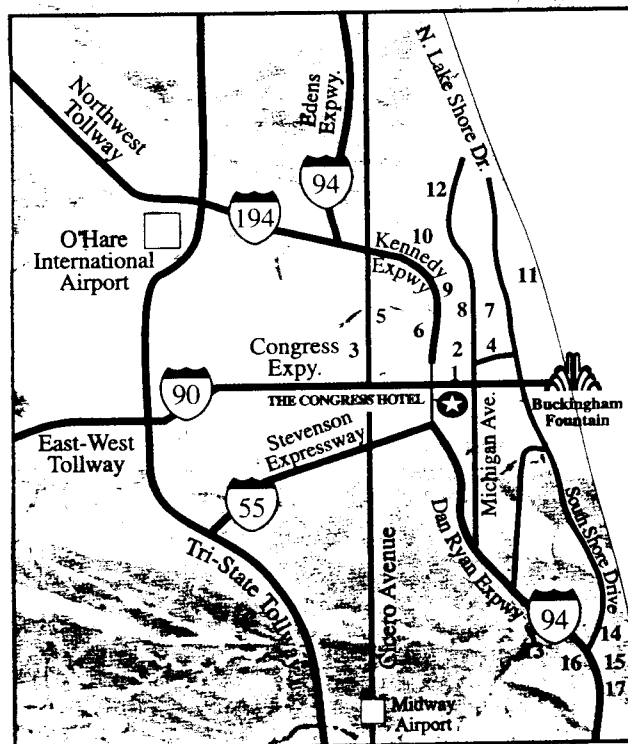 N. Lake Shore Dr.
Northwest
Tollway
Edens
Expwy.
94
12
194
10
O'Hare
International
Airport
Kennedy
Expwy
9
11
5
8
7
6
Congress
Expy.
3
2
4
1
90
THE CONGRESS HOTEL
Buckingham
Fountain
East-West
Tollway
Stevenson
Expressway
Michigan Ave.
55
South Shore Drive
Dan Ryan Expwy
Tri-State Tollway
Cicero Avenue
94
13
14
16
15
17
Midway
Airport